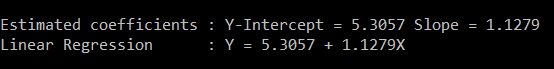 Estimated coefficients : Y-Intercept = 5.3057 Slope = 1.1279
Linear Regression      : Y = 5.3057 + 1.1279X